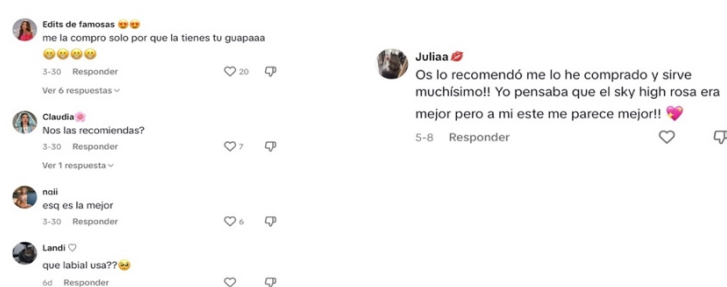 Edits de famosas 😍😍
me la compro solo por que la tienes tu guapaaa
😁😁😁😁
3-30 Responder 20
Ver 6 respuestas
Claudia🌸
Nos las recomiendas?
3-30 Responder 7
Ver 1 respuesta
naii
esq es la mejor
3-30 Responder 6
Landi ♡
que labial usa??🥹
6d Responder
Juliaa💋
Os lo recomendó me lo he comprado y sirve
muchísimo!! Yo pensaba que el sky high rosa era
mejor pero a mi este me parece mejor!! 💖
5-8 Responder